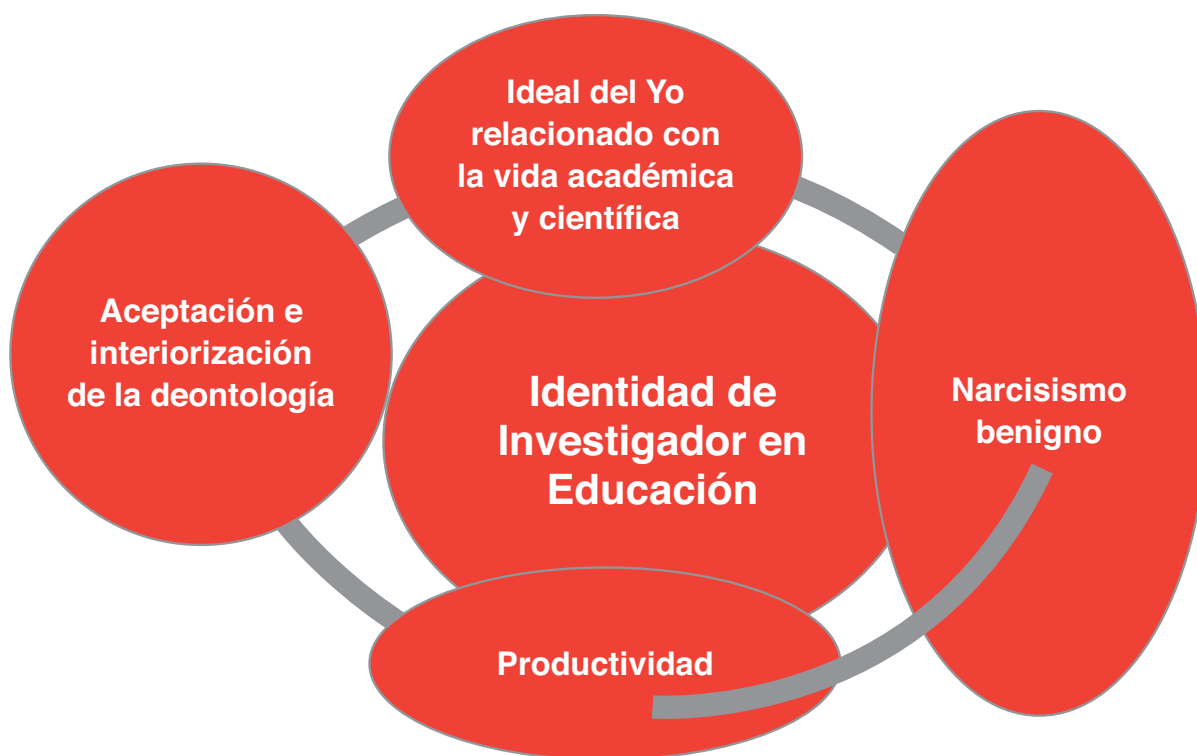 Ideal del Yo
relacionado con
la vida académica
y científica
Aceptación e
interiorización
de la deontología
Identidad de
Investigador en
Educación
Narcisismo
benigno
Productividad